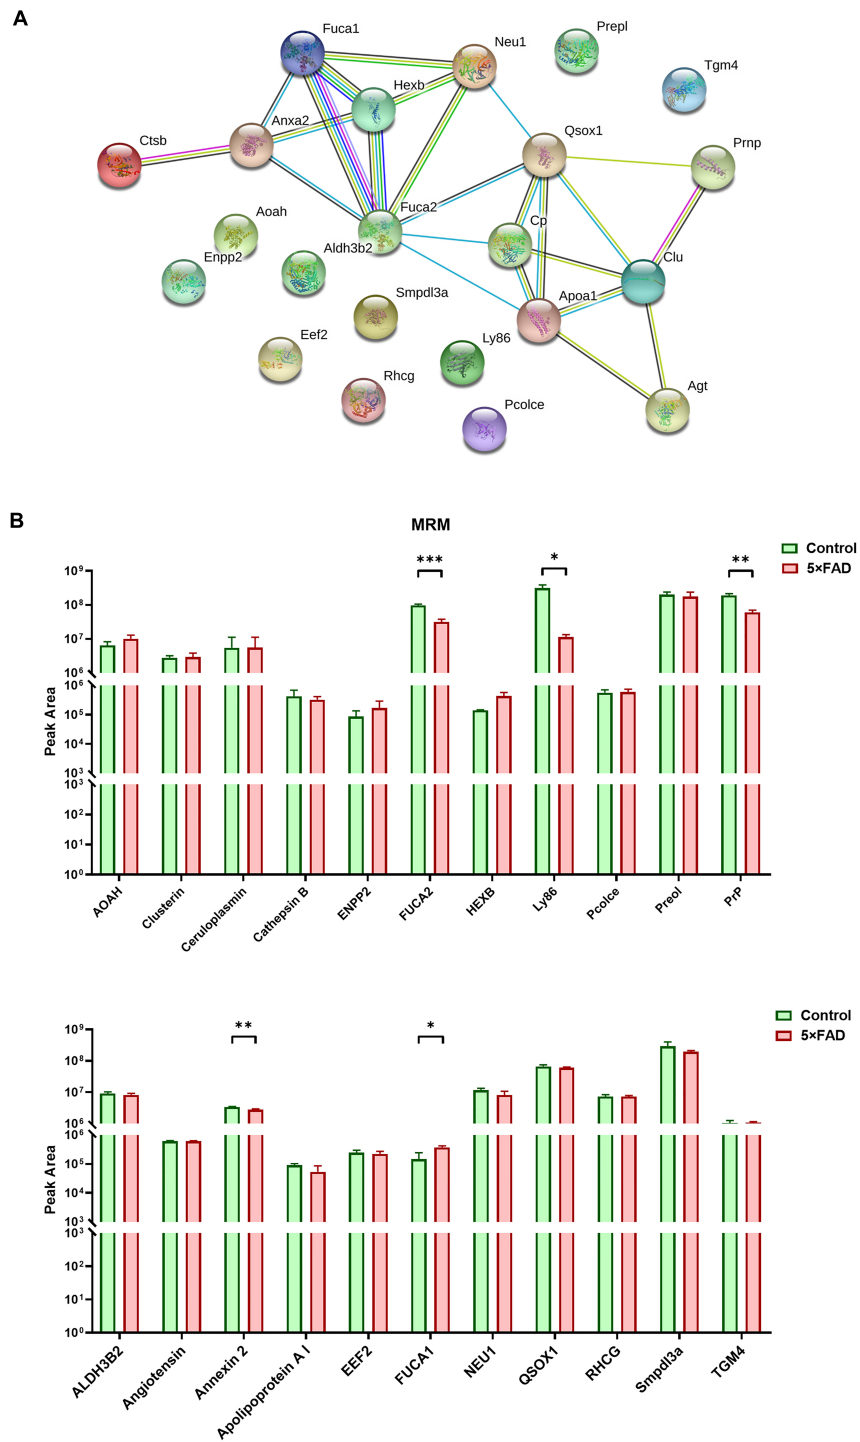 A
Fuca1
Neu1
Prepl
Tgm4
Hexb
Anxa2
Qsox1
Ctsb
Prnp
Fuca2
Aoah
Cp
Enpp2
Aldh3b2
Clu
Smpdl3a
Apoa1
Eef2
Ly86
Rhcg
Agt
Pcolce
B
MRM
Control
5×FAD
*** * **
Peak Area
10⁹
10⁸
10⁷
10⁶
10⁶
10⁵
10⁴
10³
10³
10²
10¹
10⁰
AOAH Clusterin Ceruloplasmin Cathepsin B ENPP2 FUCA2 HEXB Ly86 Pcolce Preol PrP
Control
5×FAD
** *
Peak Area
10⁹
10⁸
10⁷
10⁶
10⁶
10⁵
10⁴
10³
10³
10²
10¹
10⁰
ALDH3B2 Angiotensin Annexin 2 Apolipoprotein A I EEF2 FUCA1 NEU1 QSOX1 RHCG Smpdl3a TGM4